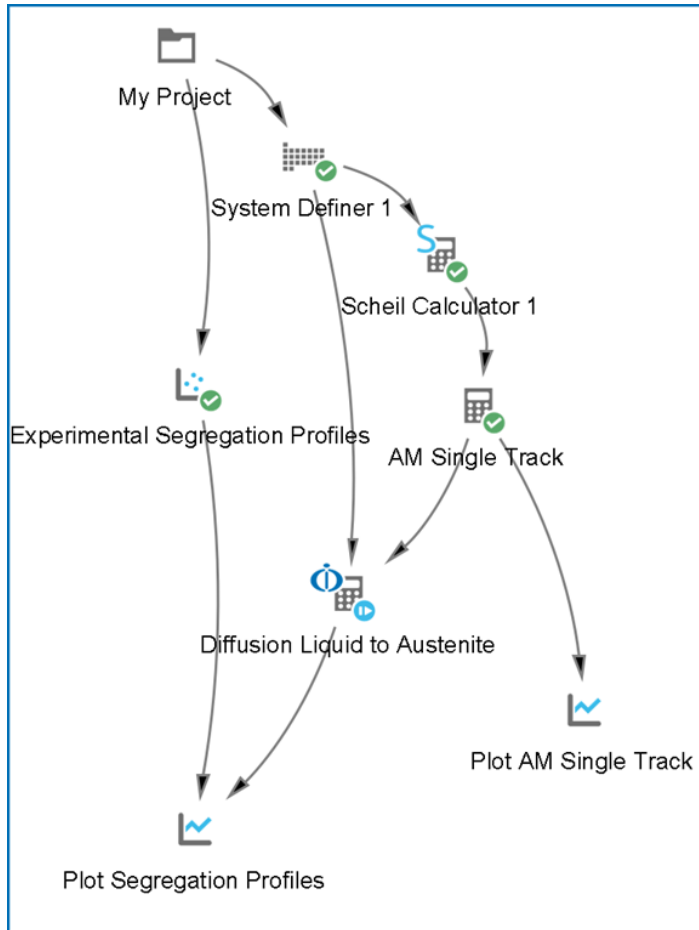 My Project
System Definer 1
S
Scheil Calculator 1
Experimental Segregation Profiles
AM Single Track
Diffusion Liquid to Austenite
Plot AM Single Track
Plot Segregation Profiles